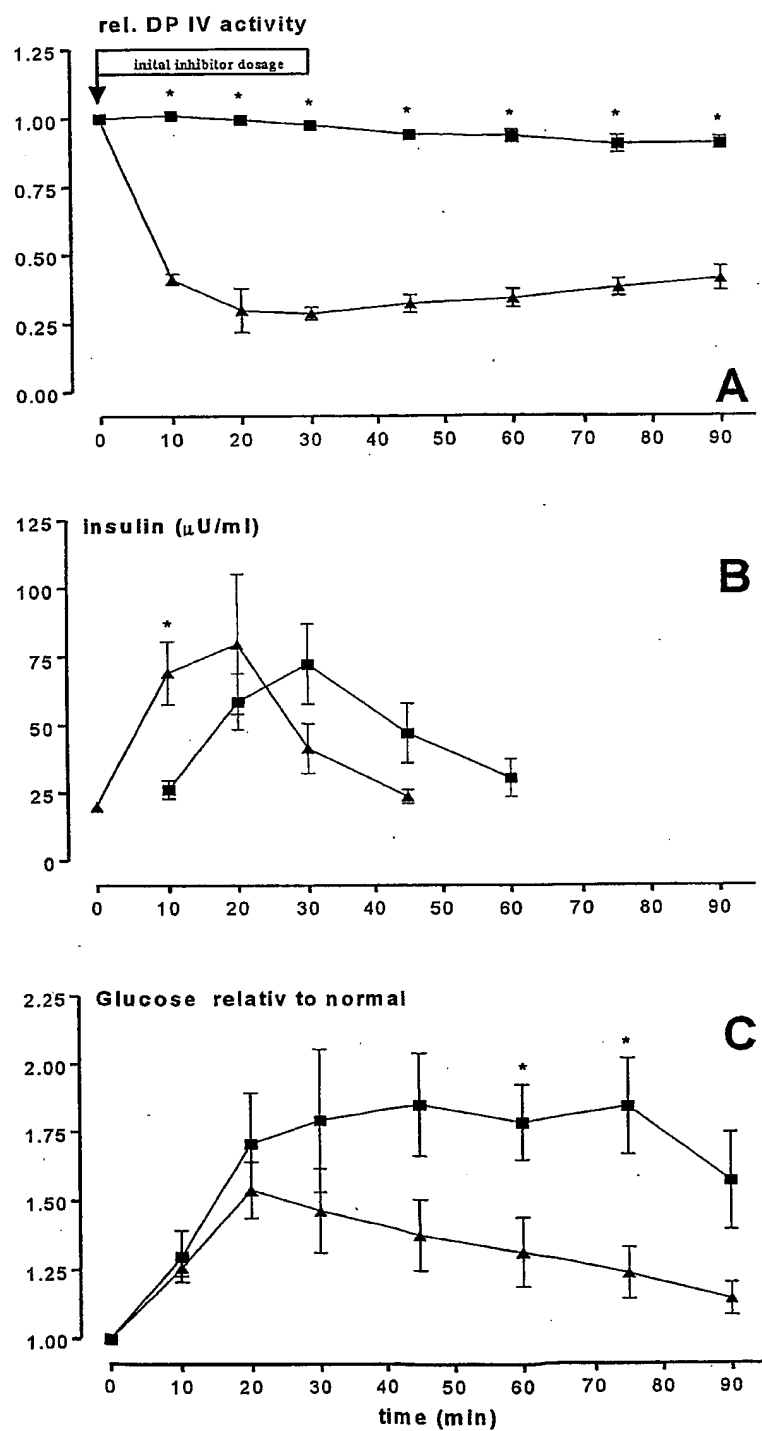 rel. DP IV activity
1.25
inital inhibitor dosage
* * * * * * *
1.00
0.75
0.50
0.25
0.00
A
0 10 20 30 40 50 60 70 80 90
125
insulin (µU/ml)
B
100
*
75
50
25
0
0 10 20 30 40 50 60 70 80 90
2.25
Glucose relativ to normal
C
* *
2.00
1.75
1.50
1.25
1.00
0 10 20 30 40 50 60 70 80 90
time (min)